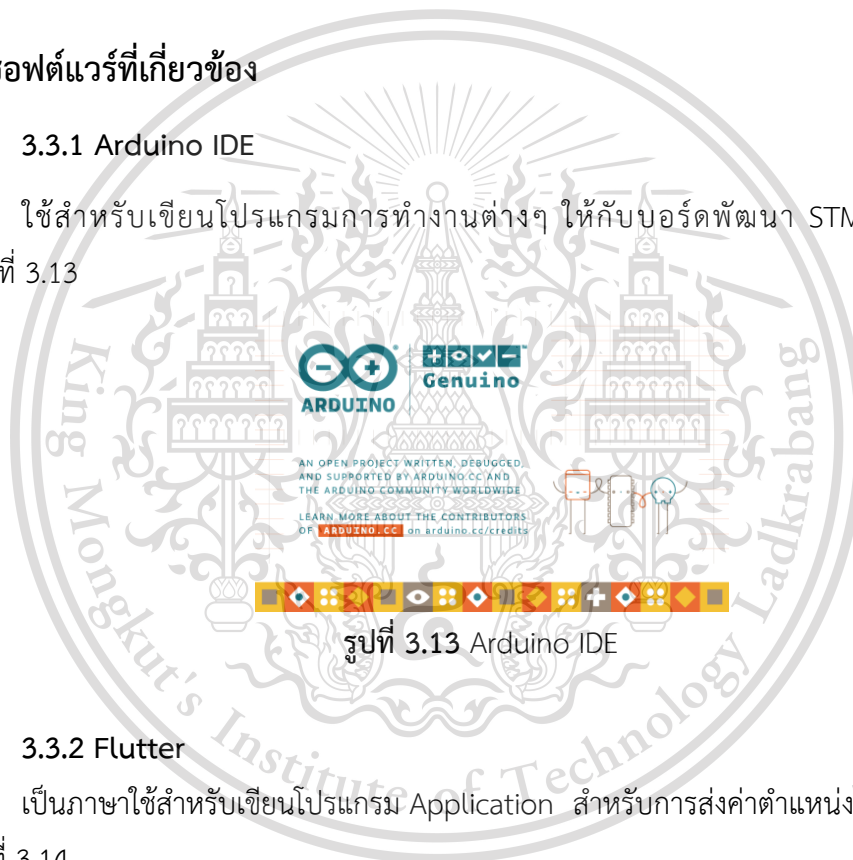 ซอฟต์แวร์ที่เกี่ยวข้อง
3.3.1 Arduino IDE
ใช้สำหรับเขียนโปรแกรมการทำงานต่างๆ ให้กับบอร์ดพัฒนา STM
ที่ 3.13
ARDUINO
Genuino
AN OPEN PROJECT WRITTEN, DEBUGGED,
AND SUPPORTED BY ARDUINO.CC AND
THE ARDUINO COMMUNITY WORLDWIDE
LEARN MORE ABOUT THE CONTRIBUTORS
OF ARDUINO.CC on arduino.cc/credits
รูปที่ 3.13 Arduino IDE
3.3.2 Flutter
เป็นภาษาใช้สำหรับเขียนโปรแกรม Application สำหรับการส่งค่าตำแหน่ง
ที่ 3.14
King Mongkut's Institute of Technology Ladkrabang